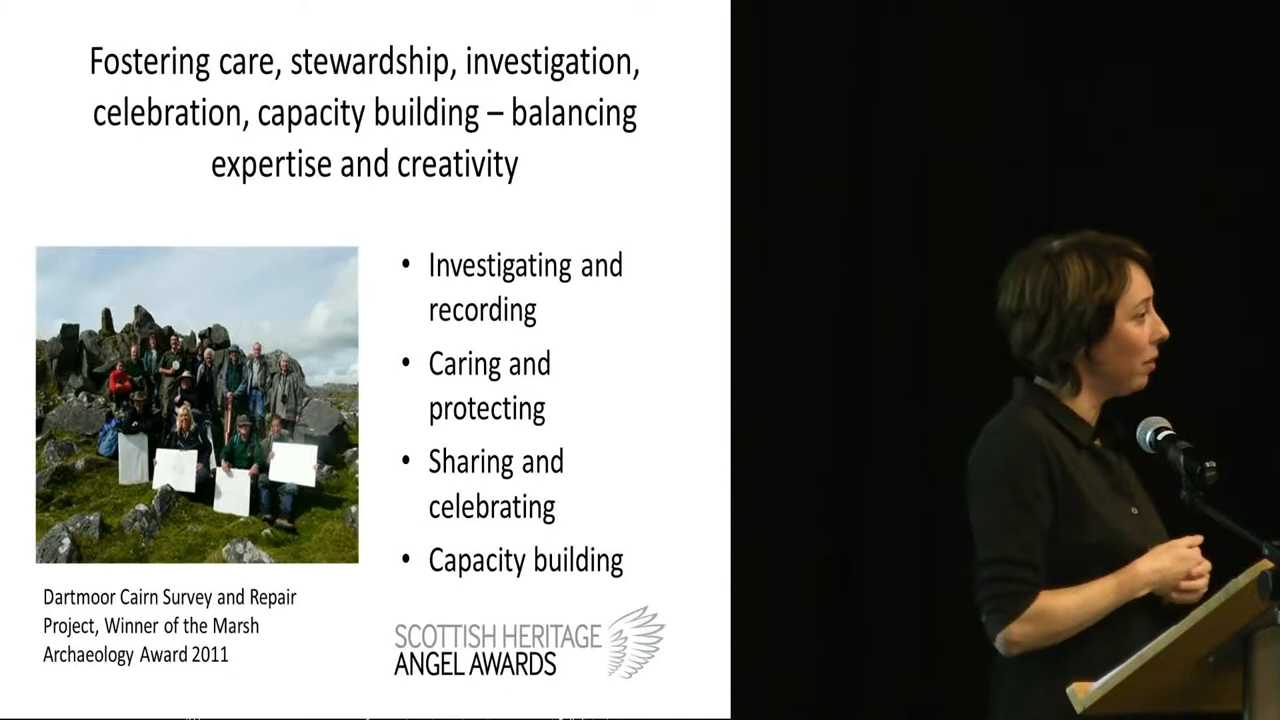 Fostering care, stewardship, investigation,
celebration, capacity building – balancing
expertise and creativity
• Investigating and
recording
• Caring and
protecting
• Sharing and
celebrating
• Capacity building
Dartmoor Cairn Survey and Repair
Project, Winner of the Marsh
Archaeology Award 2011
SCOTTISH HERITAGE
ANGEL AWARDS